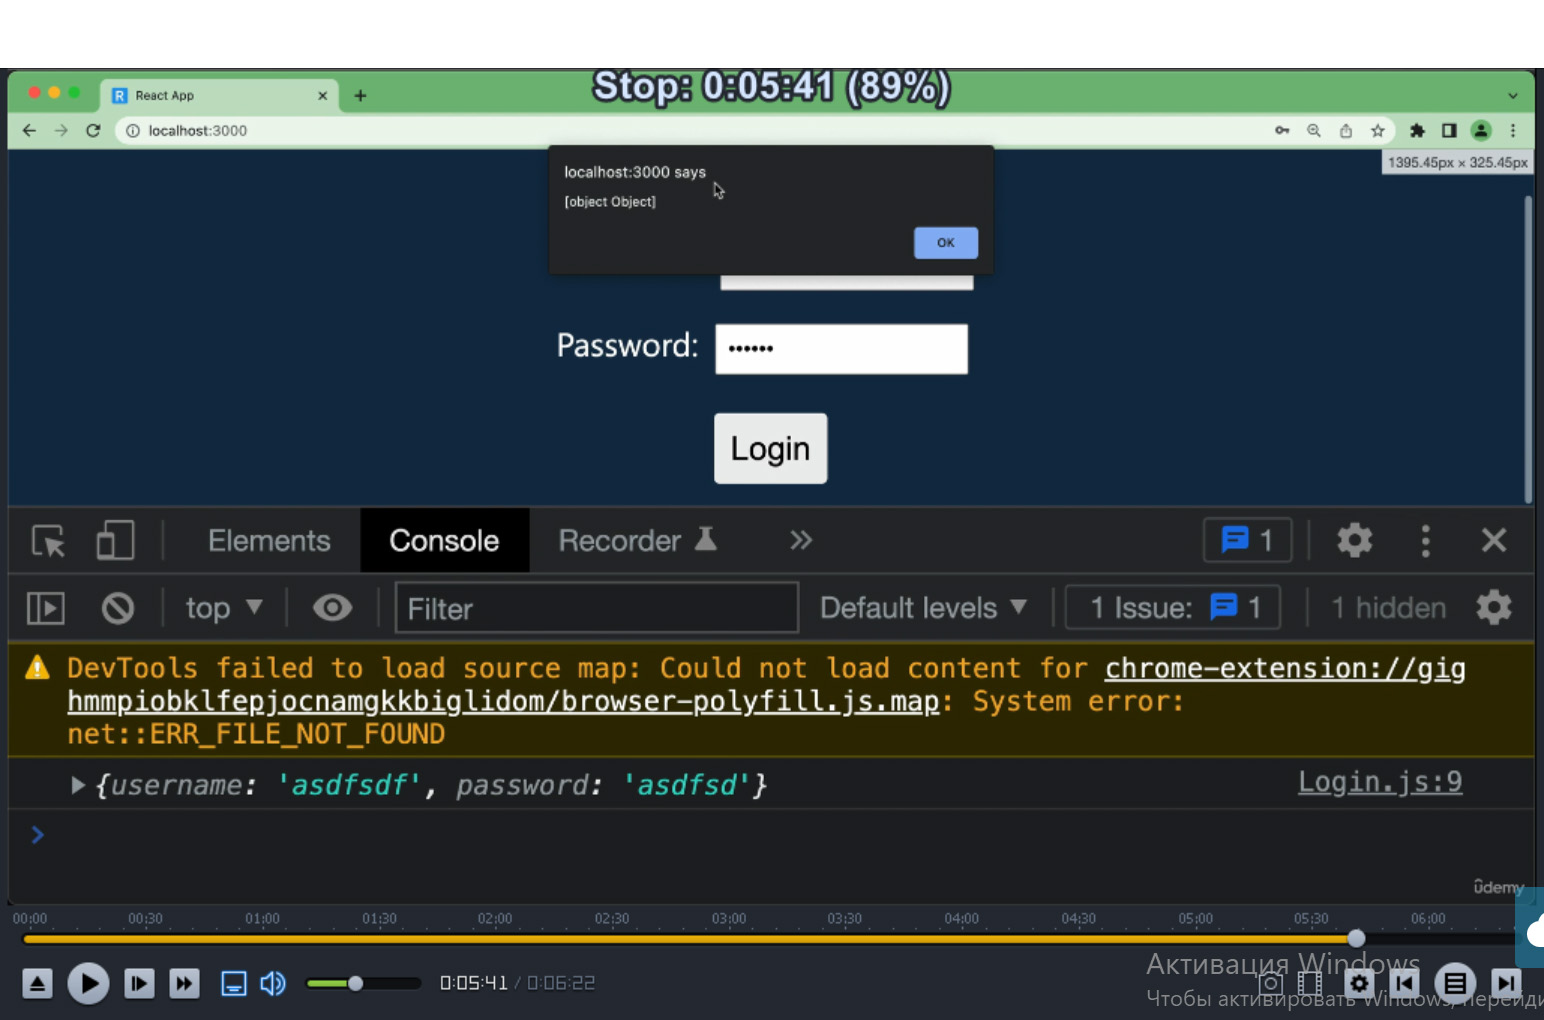 Stop: 0:05:41 (89%)
React App
localhost:3000
1395.45px × 325.45px
localhost:3000 says
[object Object]
OK
Password:
Login
Elements
Console
Recorder
1
top
Filter
Default levels
1 Issue:
1
1 hidden
DevTools failed to load source map: Could not load content for chrome-extension://gig
hmmpiobklfepjocnamgkkbiglidom/browser-polyfill.js.map: System error:
net::ERR_FILE_NOT_FOUND
{username: 'asdfsdf', password: 'asdfsd'}
Login.js:9
ûdemy
00:00 00:30 01:00 01:30 02:00 02:30 03:00 03:30 04:00 04:30 05:00 05:30 06:00
0:05:41 / 0:06:22
Активация Windows
Чтобы активировать Windows, перейди